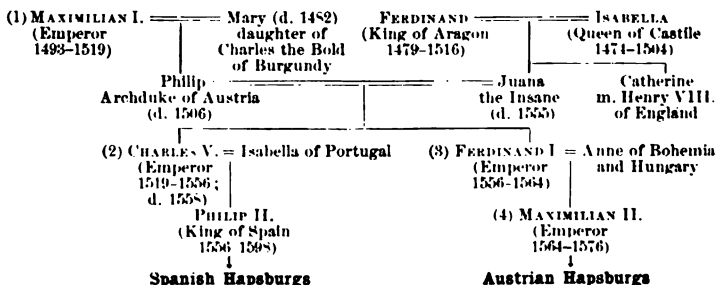 (1) MAXIMILIAN I. = Mary (d. 1482) FERDINAND = ISABELLA
(Emperor daughter of (King of Aragon (Queen of Castile
1493-1519) Charles the Bold 1479-1516) 1474-1504)
of Burgundy
Philip = Juana Catherine
Archduke of Austria the Insane m. Henry VIII.
(d. 1506) (d. 1555) of England
(2) CHARLES V. = Isabella of Portugal (3) FERDINAND I = Anne of Bohemia
(Emperor (Emperor and Hungary
1519-1556; 1556-1564)
d. 1558)
PHILIP II. (4) MAXIMILIAN II.
(King of Spain (Emperor
1556 1598) 1564-1576)
Spanish Hapsburgs Austrian Hapsburgs